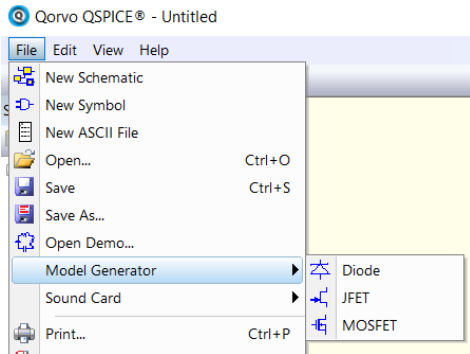 Qorvo QSPICE® - Untitled
File Edit View Help
New Schematic
New Symbol
New ASCII File
Open... Ctrl+O
Save Ctrl+S
Save As...
Open Demo...
Model Generator
Diode
Sound Card
JFET
MOSFET
Print... Ctrl+P